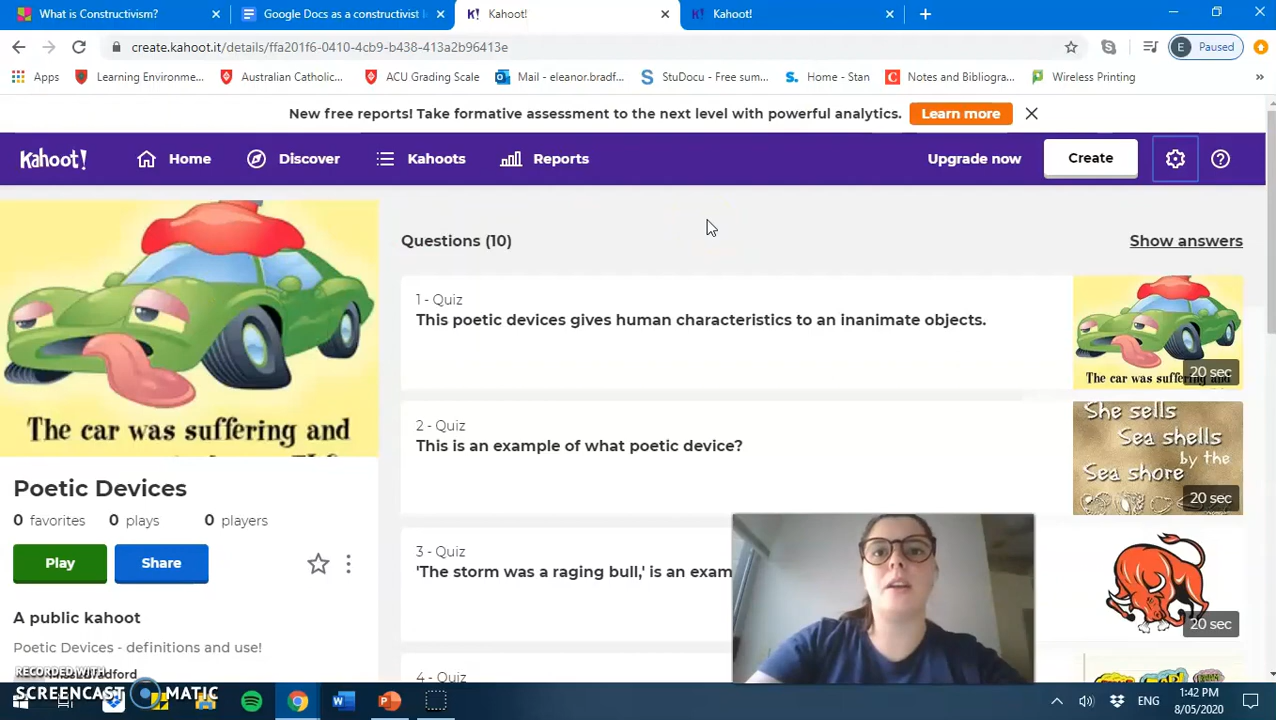 What is Constructivism?
Google Docs as a constructivist l
Kahoot!
Kahoot!
create.kahoot.it/details/ffa201f6-0410-4cb9-b438-413a2b96413e
Paused
Apps
Learning Environme...
Australian Catholic...
ACU Grading Scale
Mail - eleanor.bradf...
StuDocu - Free sum...
Home - Stan
Notes and Bibliogra...
Wireless Printing
New free reports! Take formative assessment to the next level with powerful analytics.
Learn more
Kahoot!
Home
Discover
Kahoots
Reports
Upgrade now
Create
Questions (10)
Show answers
1 - Quiz
This poetic devices gives human characteristics to an inanimate objects.
The car was suffering and
20 sec
2 - Quiz
This is an example of what poetic device?
She sells
Sea shells
by the
Sea shore
20 sec
The car was suffering and
Poetic Devices
0 favorites
0 plays
0 players
3 - Quiz
'The storm was a raging bull,' is an exam
20 sec
Play
Share
A public kahoot
Poetic Devices - definitions and use!
4 - Quiz
RECORDED WITH
SCREENCAST MATIC
ENG
1:42 PM
8/05/2020